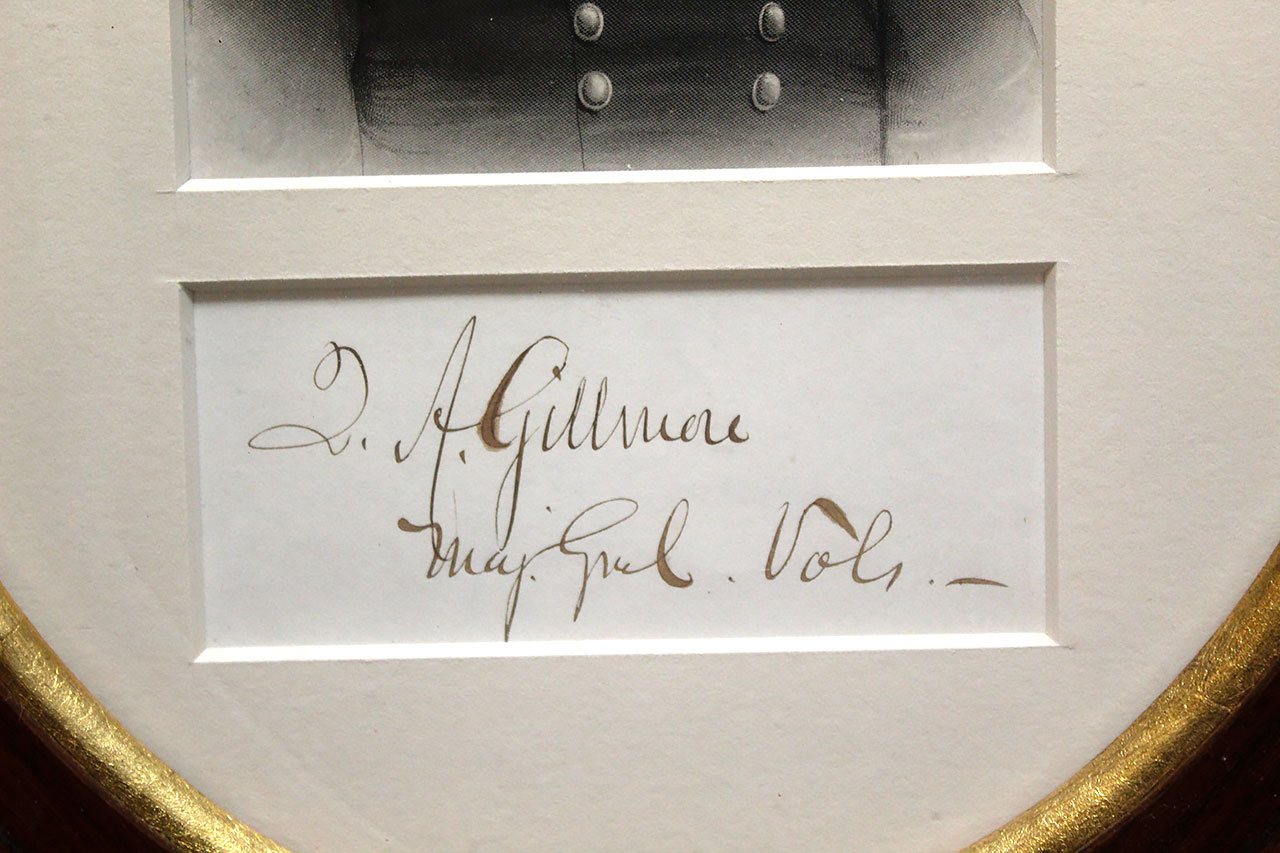 Q. A. Gillmore
Maj. Genl. Vols. —